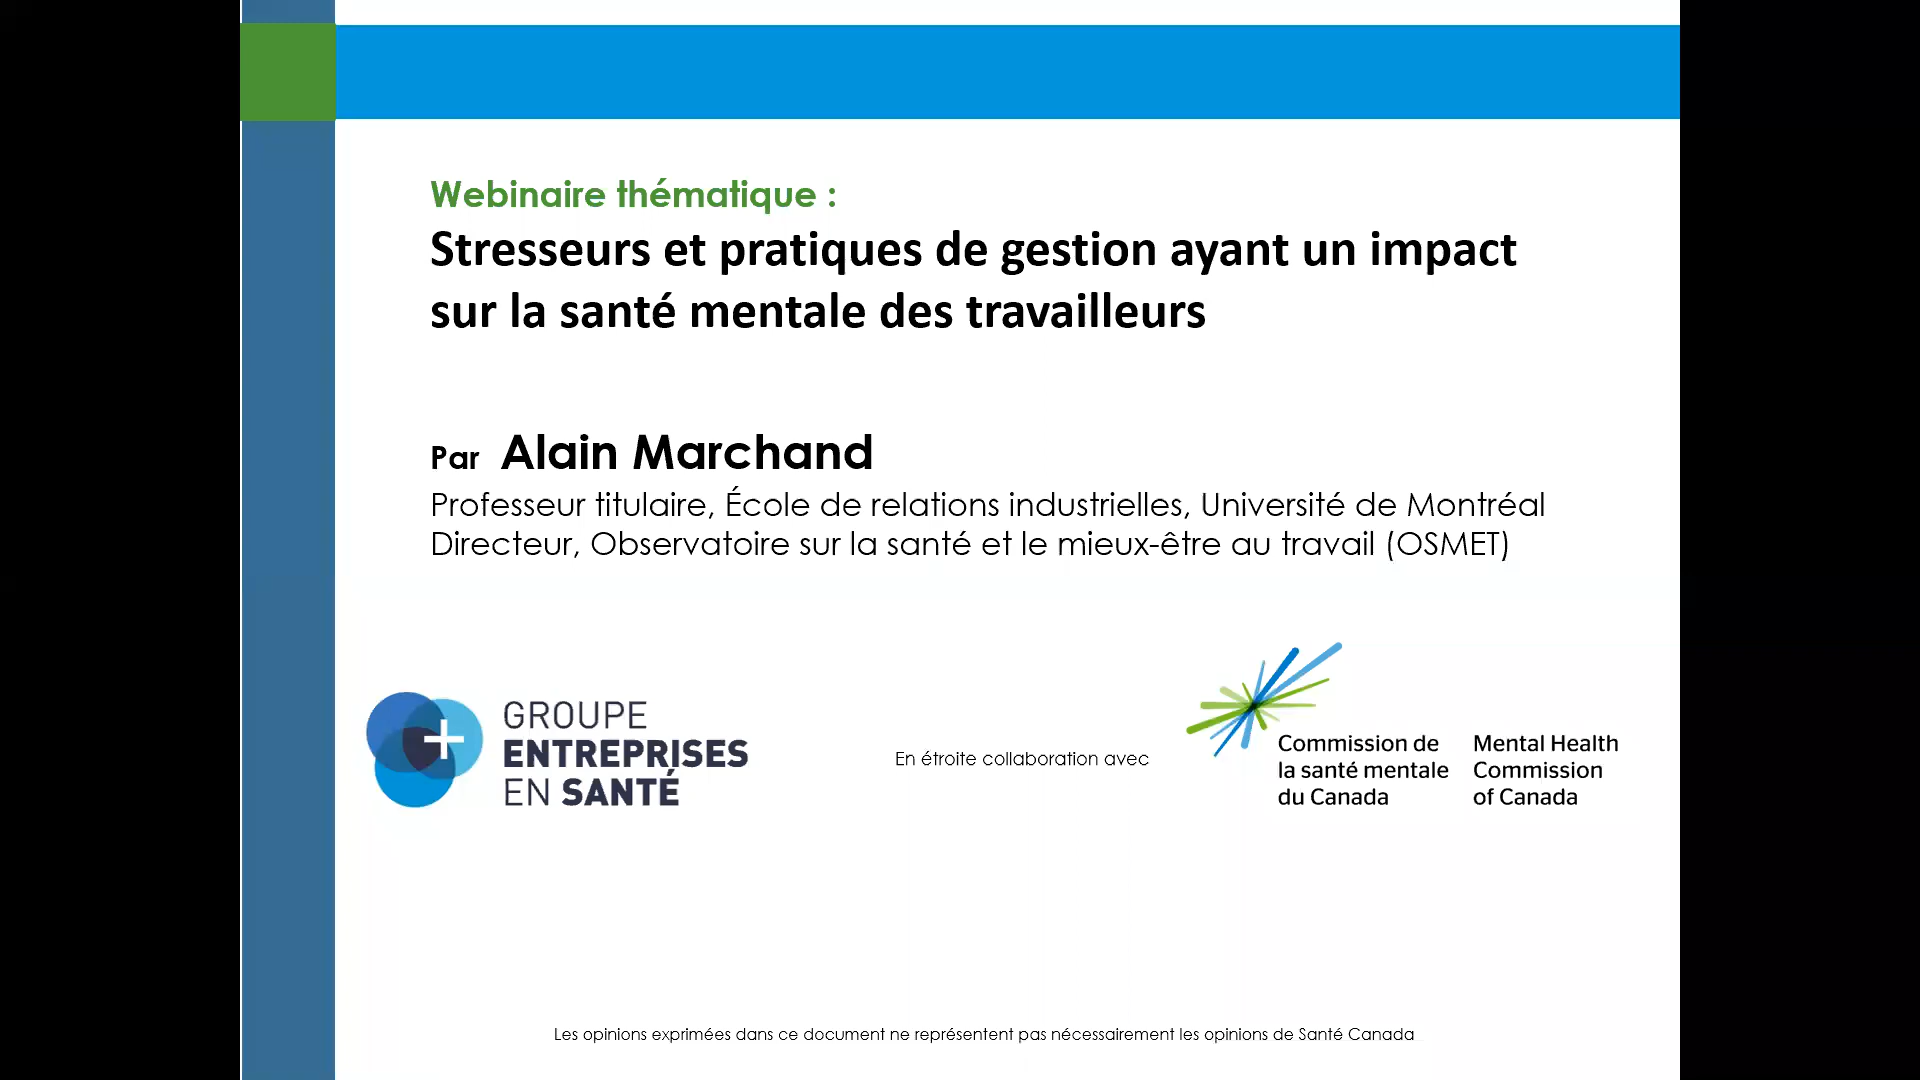 Webinaire thématique :
Stresseurs et pratiques de gestion ayant un impact
sur la santé mentale des travailleurs
Par Alain Marchand
Professeur titulaire, École de relations industrielles, Université de Montréal
Directeur, Observatoire sur la santé et le mieux-être au travail (OSMET)
GROUPE
ENTREPRISES
EN SANTÉ
En étroite collaboration avec
Commission de
la santé mentale
du Canada
Mental Health
Commission
of Canada
Les opinions exprimées dans ce document ne représentent pas nécessairement les opinions de Santé Canada